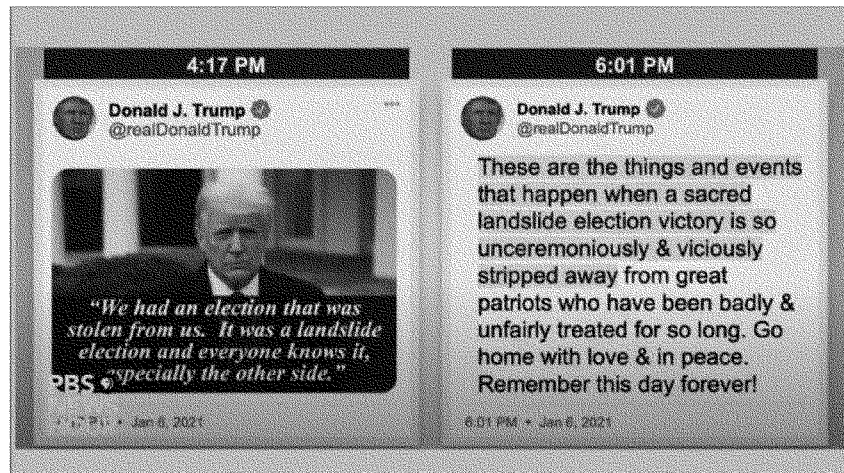 4:17 PM
Donald J. Trump
@realDonaldTrump
"We had an election that was
stolen from us. It was a landslide
election and everyone knows it,
especially the other side."
PBS
Jan 6, 2021
6:01 PM
Donald J. Trump
@realDonaldTrump
These are the things and events
that happen when a sacred
landslide election victory is so
unceremoniously & viciously
stripped away from great
patriots who have been badly &
unfairly treated for so long. Go
home with love & in peace.
Remember this day forever!
6:01 PM • Jan 6, 2021